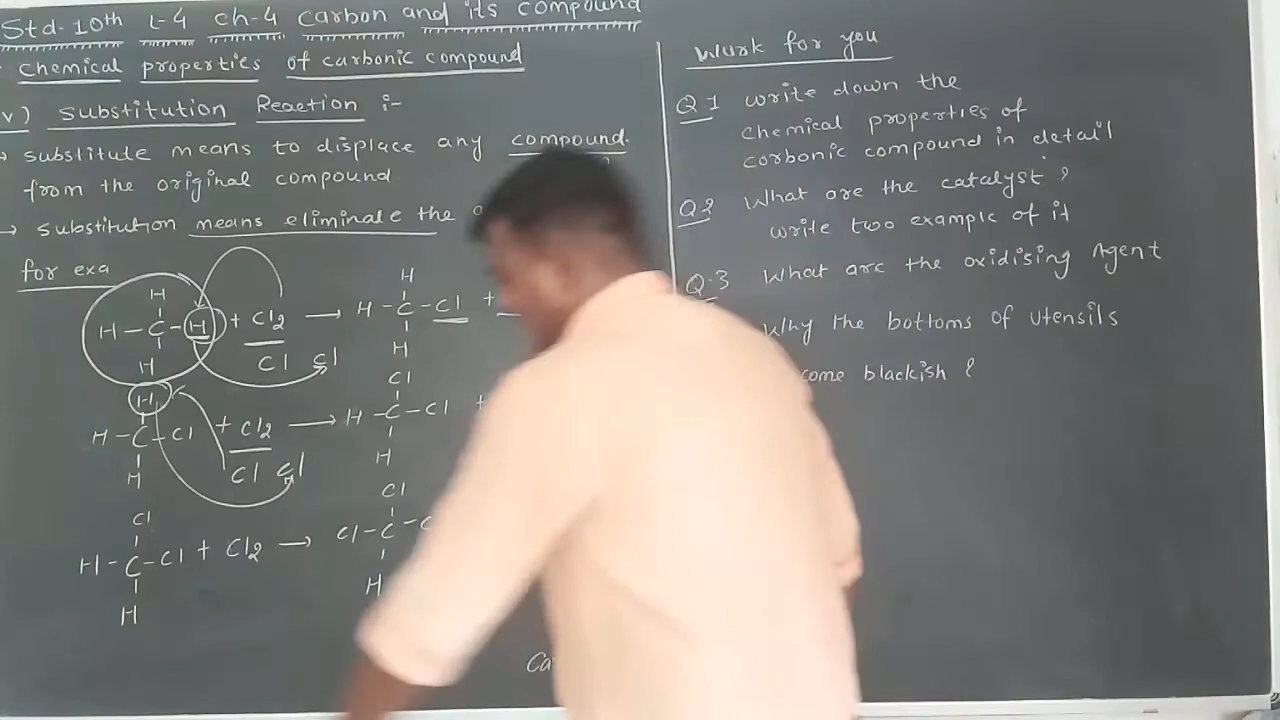 Std-10th L-4 ch-4 carbon and its compound
chemical properties of carbonic compound
v) substitution Reaction :-
→ substitute means to displace any compound.
from the original compound
→ substitution means eliminate the
for exa
H
H-C-H + Cl2 → H-C-Cl +
H
H
H
Cl Cl
Cl
H
H-C-Cl + Cl2 → H-C-Cl +
H
H
Cl Cl
Cl
Cl
H-C-Cl + Cl2 → Cl-C-C
H
H
Ca
Work for you
Q.1 write down the
chemical properties of
corbonic compound in detail
Q.2 What are the catalyst ?
write two example of it
Q.3 What are the oxidising Agent
Why the bottoms of utensils
come blackish ?